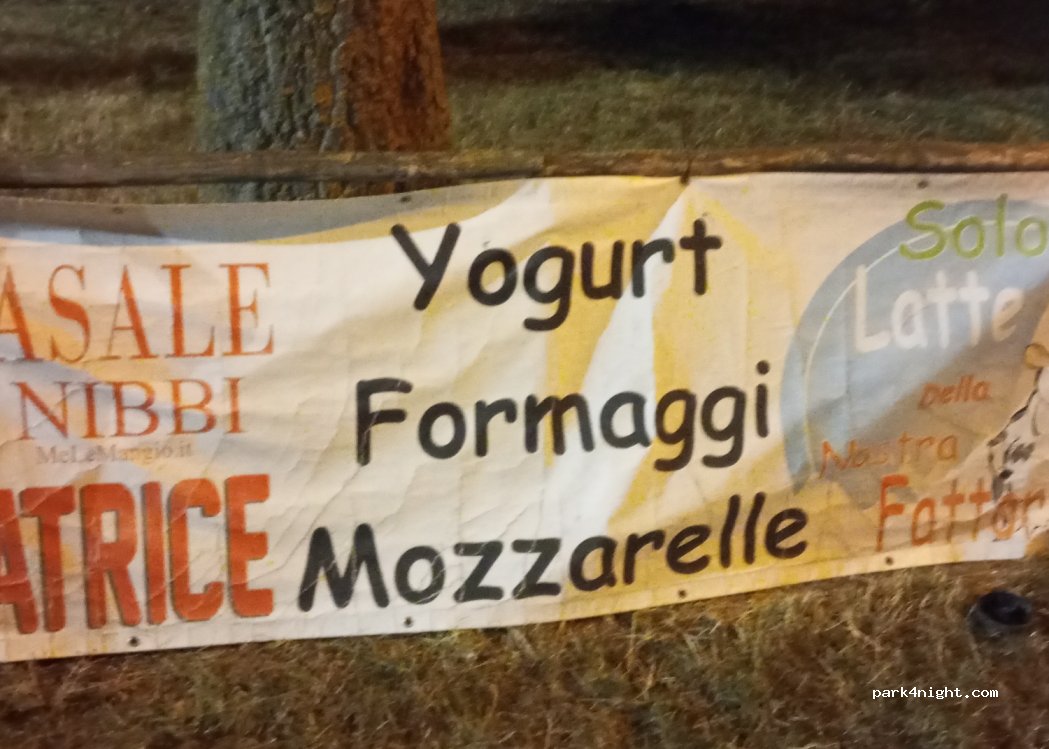 ASALE
NIBBI
MeLeMangio.it
ATRICE
Yogurt
Formaggi
Mozzarelle
Solo
Latte
Della
Nostra
Fattor
park4night.com